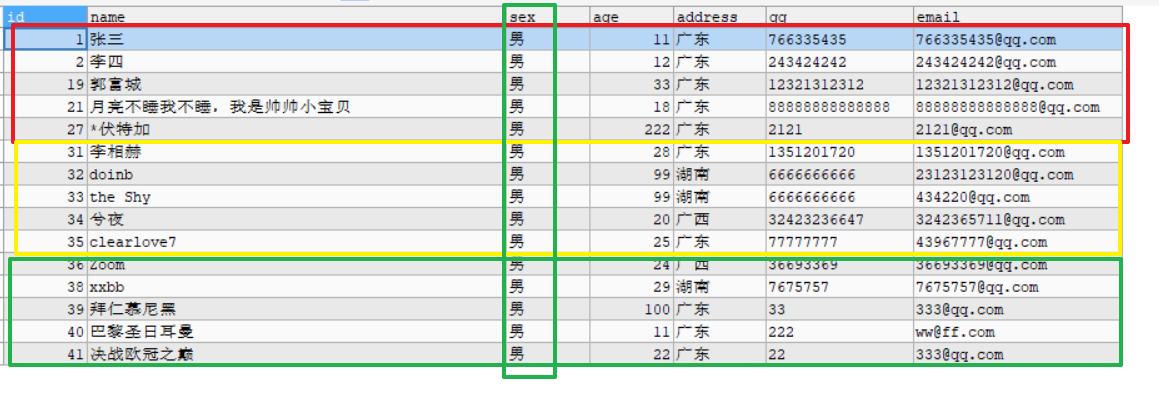 id name sex age address qq email
1 张三 男 11 广东 766335435 766335435@qq.com
2 李四 男 12 广东 243424242 243424242@qq.com
19 郭富城 男 33 广东 12321312312 12321312312@qq.com
21 月亮不睡我不睡，我是帅帅小宝贝 男 18 广东 88888888888888 88888888888888@qq.com
27 *伏特加 男 222 广东 2121 2121@qq.com
31 李相赫 男 28 广东 1351201720 1351201720@qq.com
32 doinb 男 99 湖南 6666666666 23123123120@qq.com
33 the Shy 男 99 湖南 6666666666 434220@qq.com
34 兮夜 男 20 广西 32423236647 3242365711@qq.com
35 clearlove7 男 25 广东 77777777 43967777@qq.com
36 Zoom 男 24 广西 36693369 36693369@qq.com
38 xxbb 男 29 湖南 7675757 7675757@qq.com
39 拜仁慕尼黑 男 100 广东 33 333@qq.com
40 巴黎圣日耳曼 男 11 广东 222 ww@ff.com
41 决战欧冠之巅 男 22 广东 22 333@qq.com